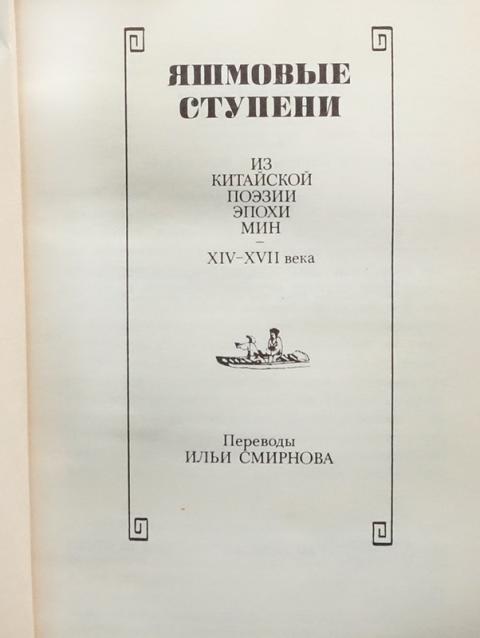 ЯШМОВЫЕ
СТУПЕНИ
ИЗ
КИТАЙСКОЙ
ПОЭЗИИ
ЭПОХИ
МИН
–
XIV–XVII века
Переводы
ИЛЬИ СМИРНОВА